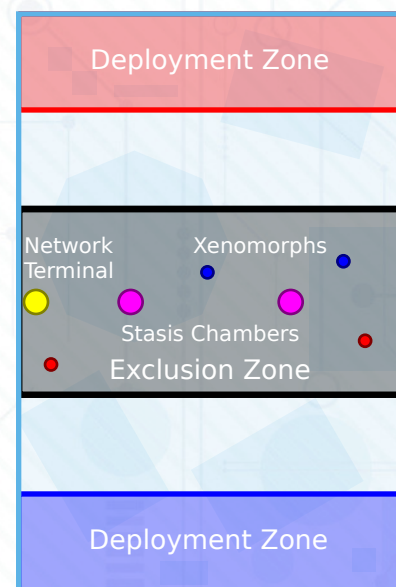 Deployment Zone
Network
Terminal
Xenomorphs
Stasis Chambers
Exclusion Zone
Deployment Zone